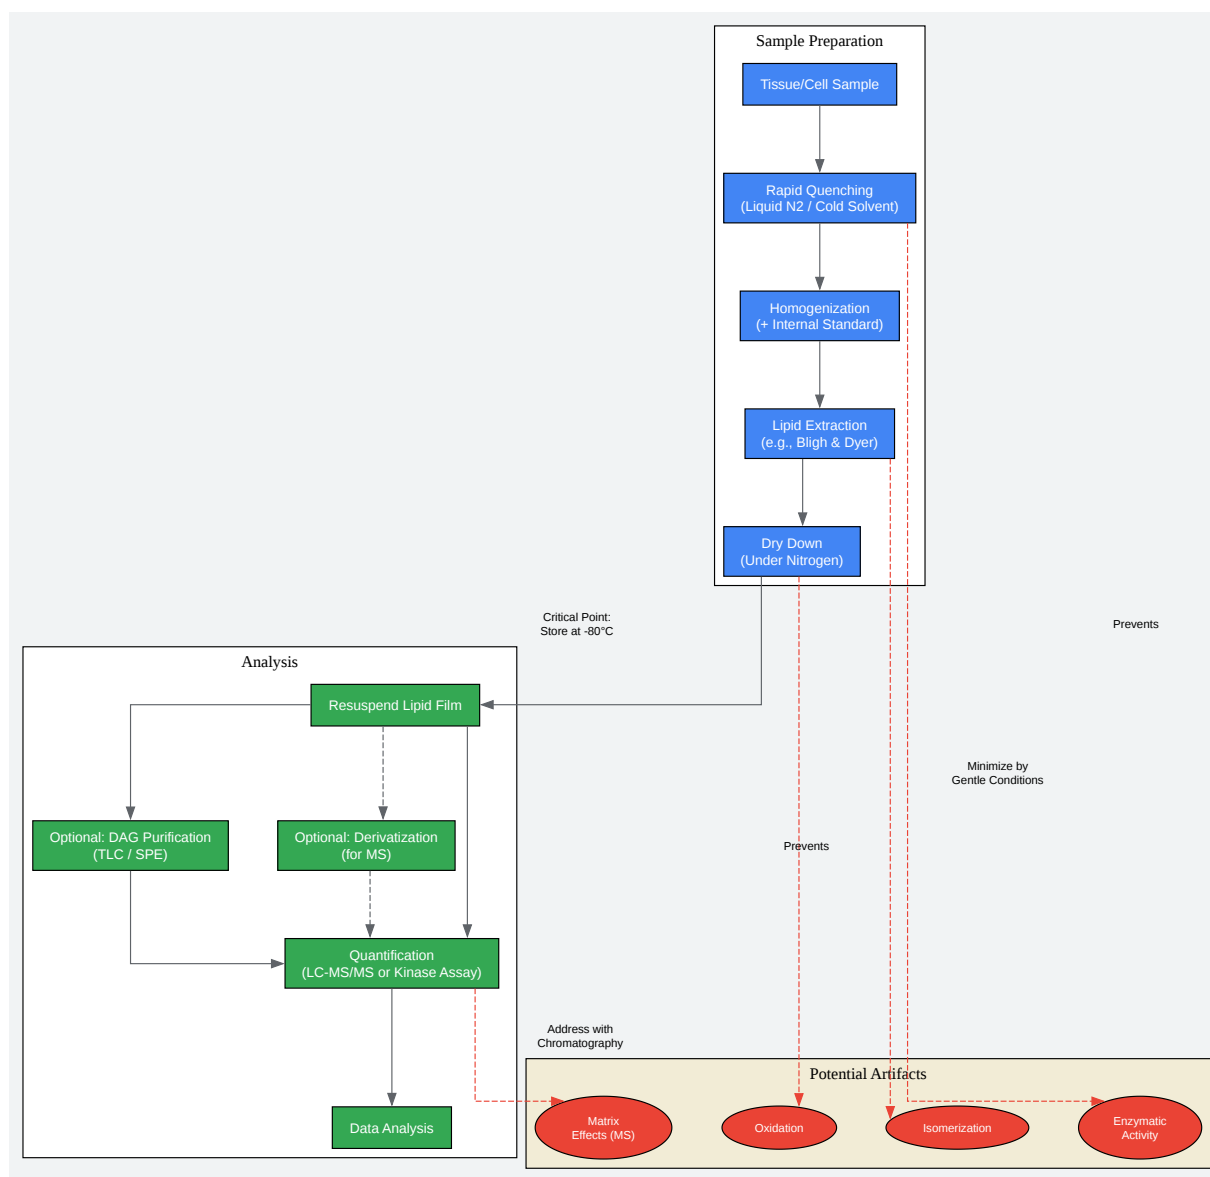 Sample Preparation
Tissue/Cell Sample
Rapid Quenching
(Liquid N2 / Cold Solvent)
Homogenization
(+ Internal Standard)
Lipid Extraction
(e.g., Bligh & Dyer)
Dry Down
(Under Nitrogen)
Critical Point:
Store at -80°C
Prevents
Analysis
Resuspend Lipid Film
Minimize by
Gentle Conditions
Optional: DAG Purification
(TLC / SPE)
Optional: Derivatization
(for MS)
Prevents
Quantification
(LC-MS/MS or Kinase Assay)
Address with
Chromatography
Potential Artifacts
Data Analysis
Matrix
Effects (MS)
Oxidation
Isomerization
Enzymatic
Activity